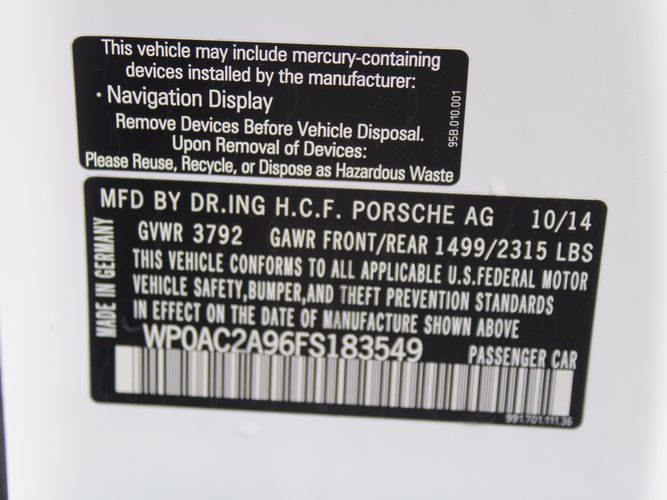 This vehicle may include mercury-containing
devices installed by the manufacturer:
· Navigation Display
Remove Devices Before Vehicle Disposal.
Upon Removal of Devices:
Please Reuse, Recycle, or Dispose as Hazardous Waste
95B.010.001
MFD BY DR.ING H.C.F. PORSCHE AG 10/14
GVWR 3792 GAWR FRONT/REAR 1499/2315 LBS
THIS VEHICLE CONFORMS TO ALL APPLICABLE U.S.FEDERAL MOTOR
VEHICLE SAFETY,BUMPER,AND THEFT PREVENTION STANDARDS
IN EFFECT ON THE DATE OF MANUFACTURE SHOWN ABOVE
WP0AC2A96FS183549 PASSENGER CAR
MADE IN GERMANY
991.701.111.36